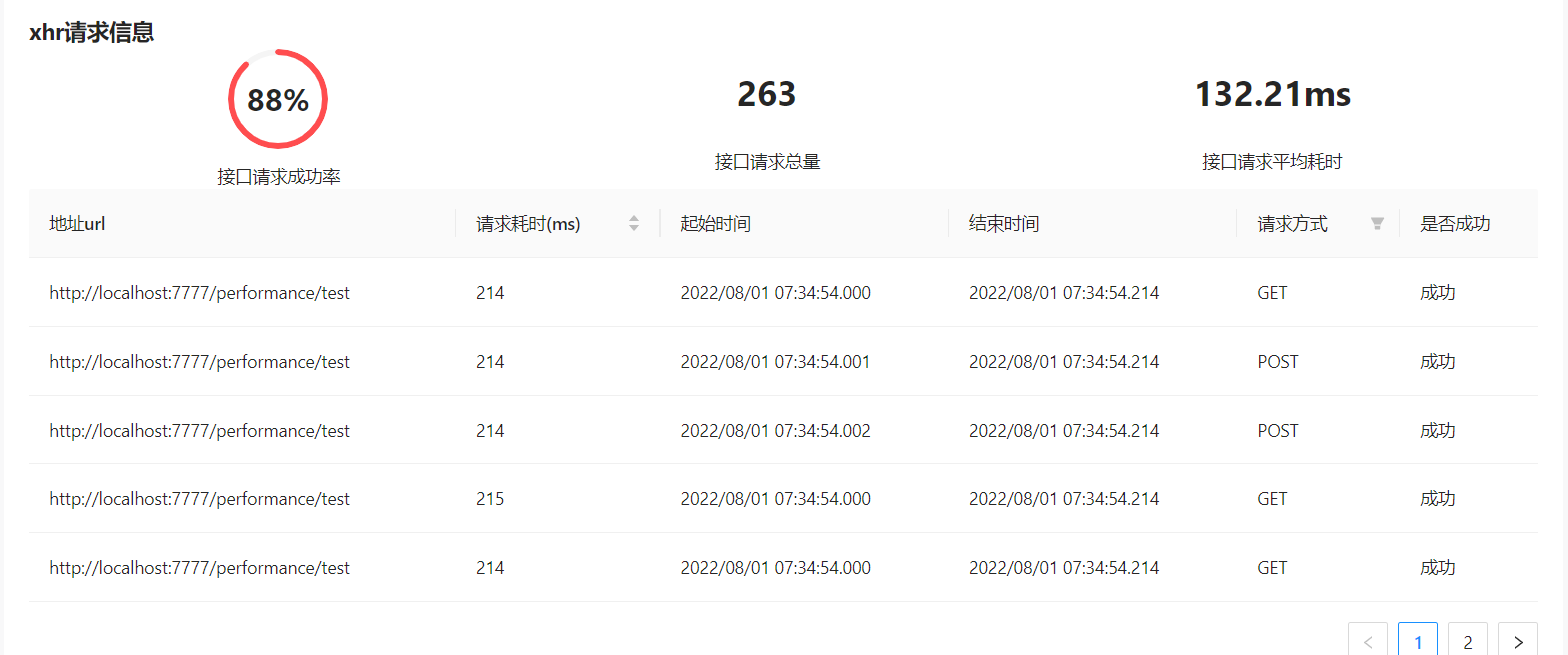 xhr请求信息
88% 263 132.21ms
接口请求成功率 接口请求总量 接口请求平均耗时
地址url 请求耗时(ms) 起始时间 结束时间 请求方式 是否成功
http://localhost:7777/performance/test 214 2022/08/01 07:34:54.000 2022/08/01 07:34:54.214 GET 成功
http://localhost:7777/performance/test 214 2022/08/01 07:34:54.001 2022/08/01 07:34:54.214 POST 成功
http://localhost:7777/performance/test 214 2022/08/01 07:34:54.002 2022/08/01 07:34:54.214 POST 成功
http://localhost:7777/performance/test 215 2022/08/01 07:34:54.000 2022/08/01 07:34:54.214 GET 成功
http://localhost:7777/performance/test 214 2022/08/01 07:34:54.000 2022/08/01 07:34:54.214 GET 成功
< 1 2 >